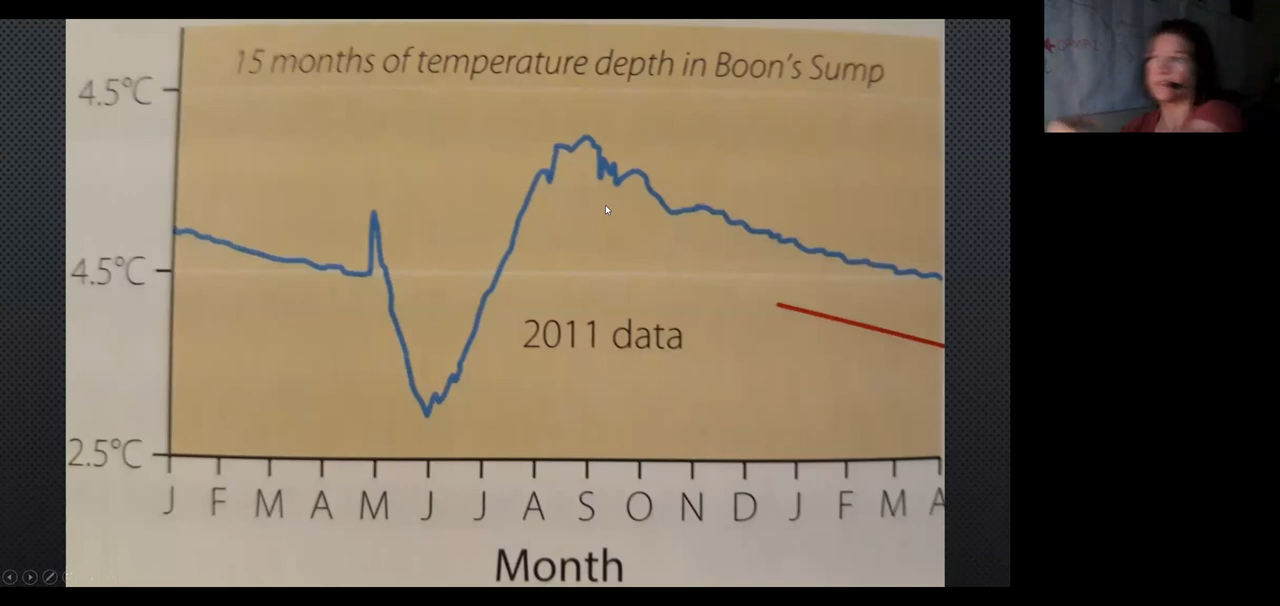 15 months of temperature depth in Boon's Sump
4.5°C
4.5°C
2011 data
2.5°C
J F M A M J J A S O N D J F M A
Month